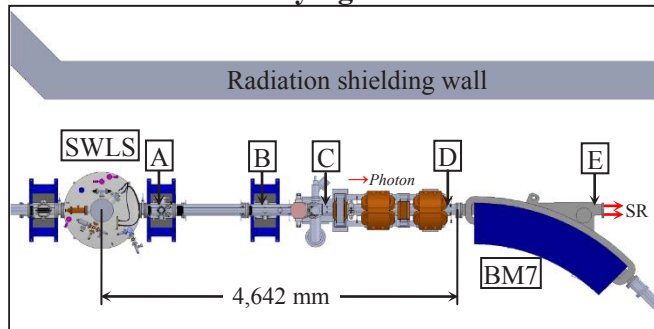 Radiation shielding wall
SWLS
A
B
C
→Photon
D
E
SR
BM7
4,642 mm